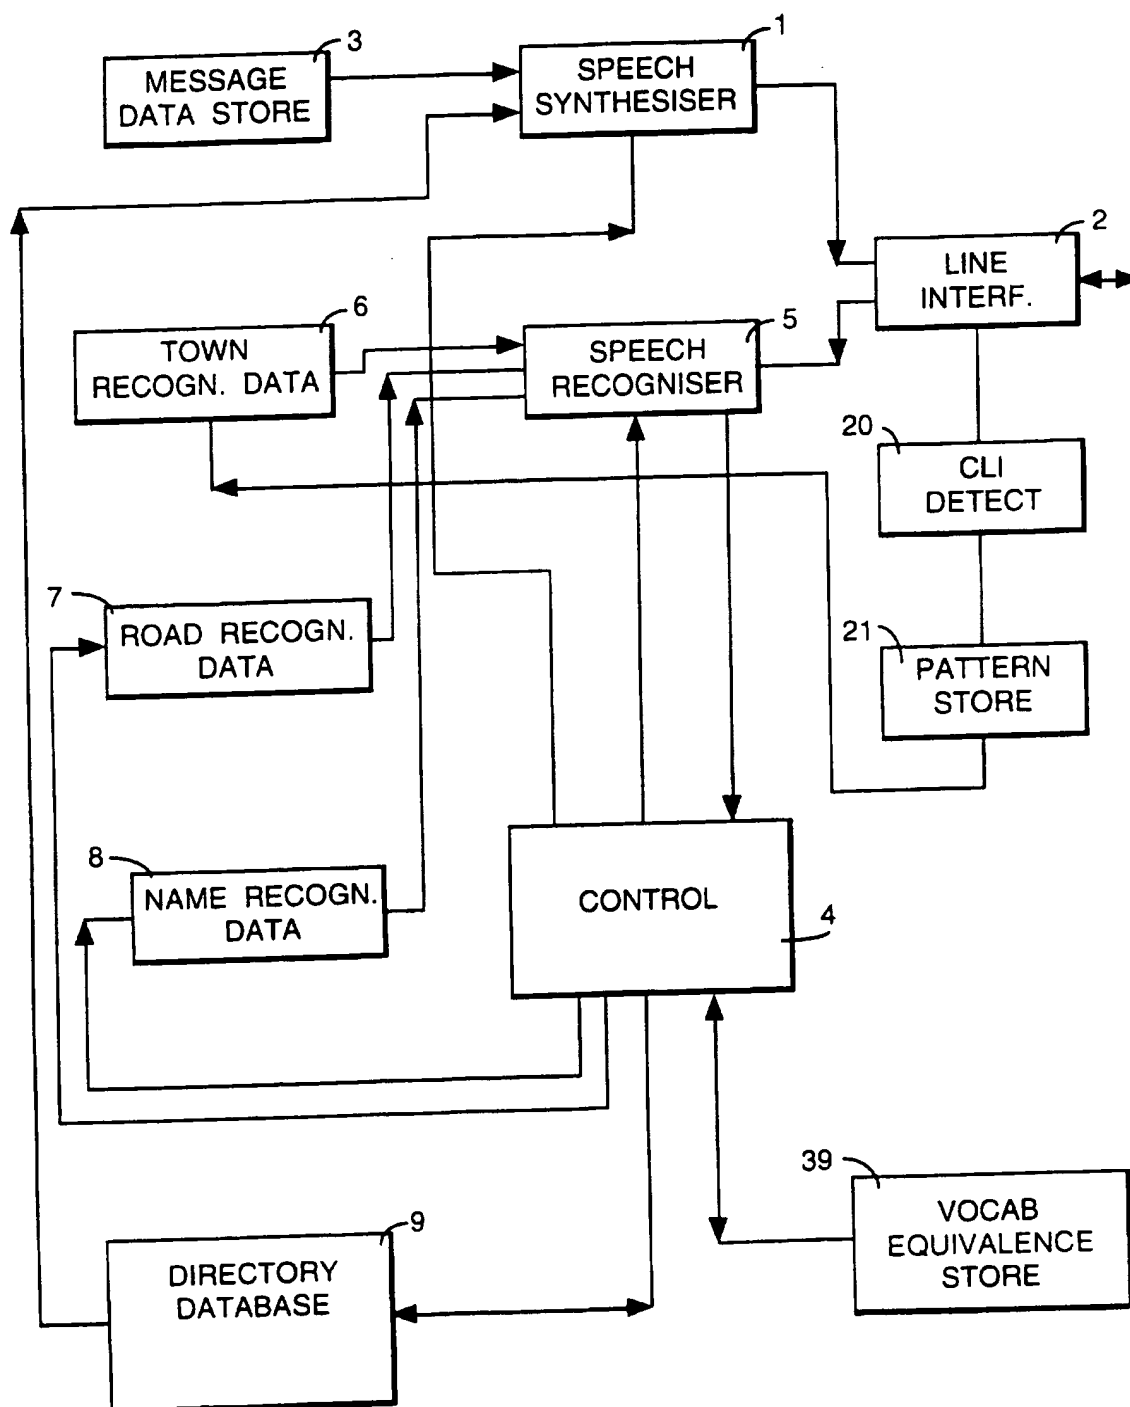 3
MESSAGE
DATA STORE
1
SPEECH
SYNTHESISER
2
LINE
INTERF.
6
TOWN
RECOGN. DATA
5
SPEECH
RECOGNISER
20
CLI
DETECT
7
ROAD RECOGN.
DATA
21
PATTERN
STORE
8
NAME RECOGN.
DATA
CONTROL
4
39
VOCAB
EQUIVALENCE
STORE
9
DIRECTORY
DATABASE